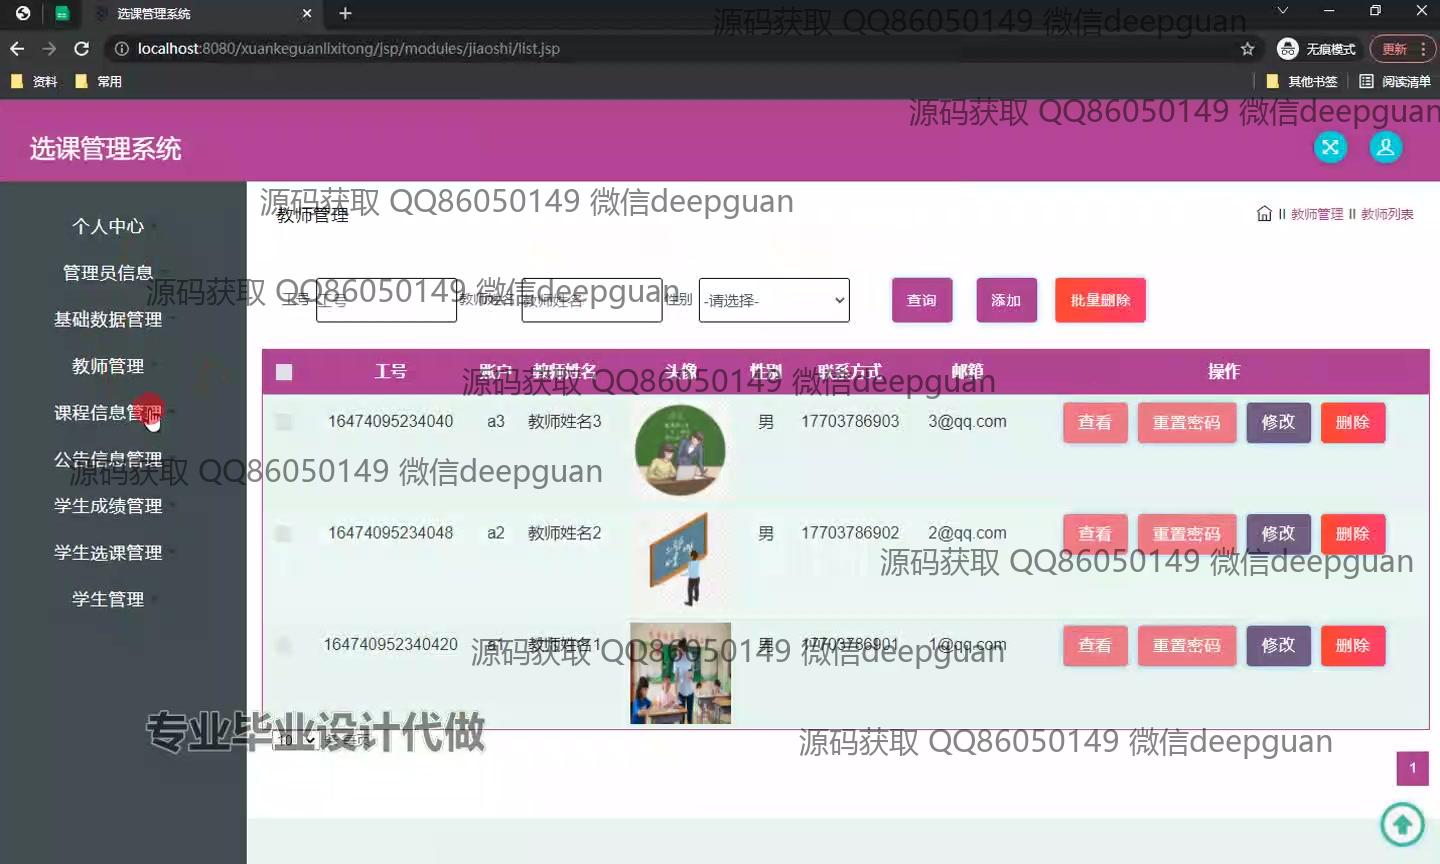 选课管理系统
源码获取 QQ86050149 微信deepguan
localhost:8080/xuankeguanlixitong/jsp/modules/jiaoshi/list.jsp
无痕模式
更新
资料
常用
其他书签
阅读清单
源码获取 QQ86050149 微信deepguan
选课管理系统
源码获取 QQ86050149 微信deepguan
教师管理
II 教师管理 II 教师列表
个人中心
管理员信息
基础数据管理
教师管理
课程信息管理
公告信息管理
学生成绩管理
学生选课管理
学生管理
源码获取 QQ86050149 微信deepguan
工号 工号 教师姓名 教师姓名 性别 -请选择- 查询 添加 批量删除
工号 账户 教师姓名 头像 性别 联系方式 邮箱 操作
源码获取 QQ86050149 微信deepguan
16474095234040 a3 教师姓名3 男 17703786903 3@qq.com 查看 重置密码 修改 删除
源码获取 QQ86050149 微信deepguan
16474095234048 a2 教师姓名2 男 17703786902 2@qq.com 查看 重置密码 修改 删除
源码获取 QQ86050149 微信deepguan
164740952340420 a1 教师姓名1 男 17703786901 1@qq.com 查看 重置密码 修改 删除
源码获取 QQ86050149 微信deepguan
专业毕业设计代做
10
源码获取 QQ86050149 微信deepguan
1